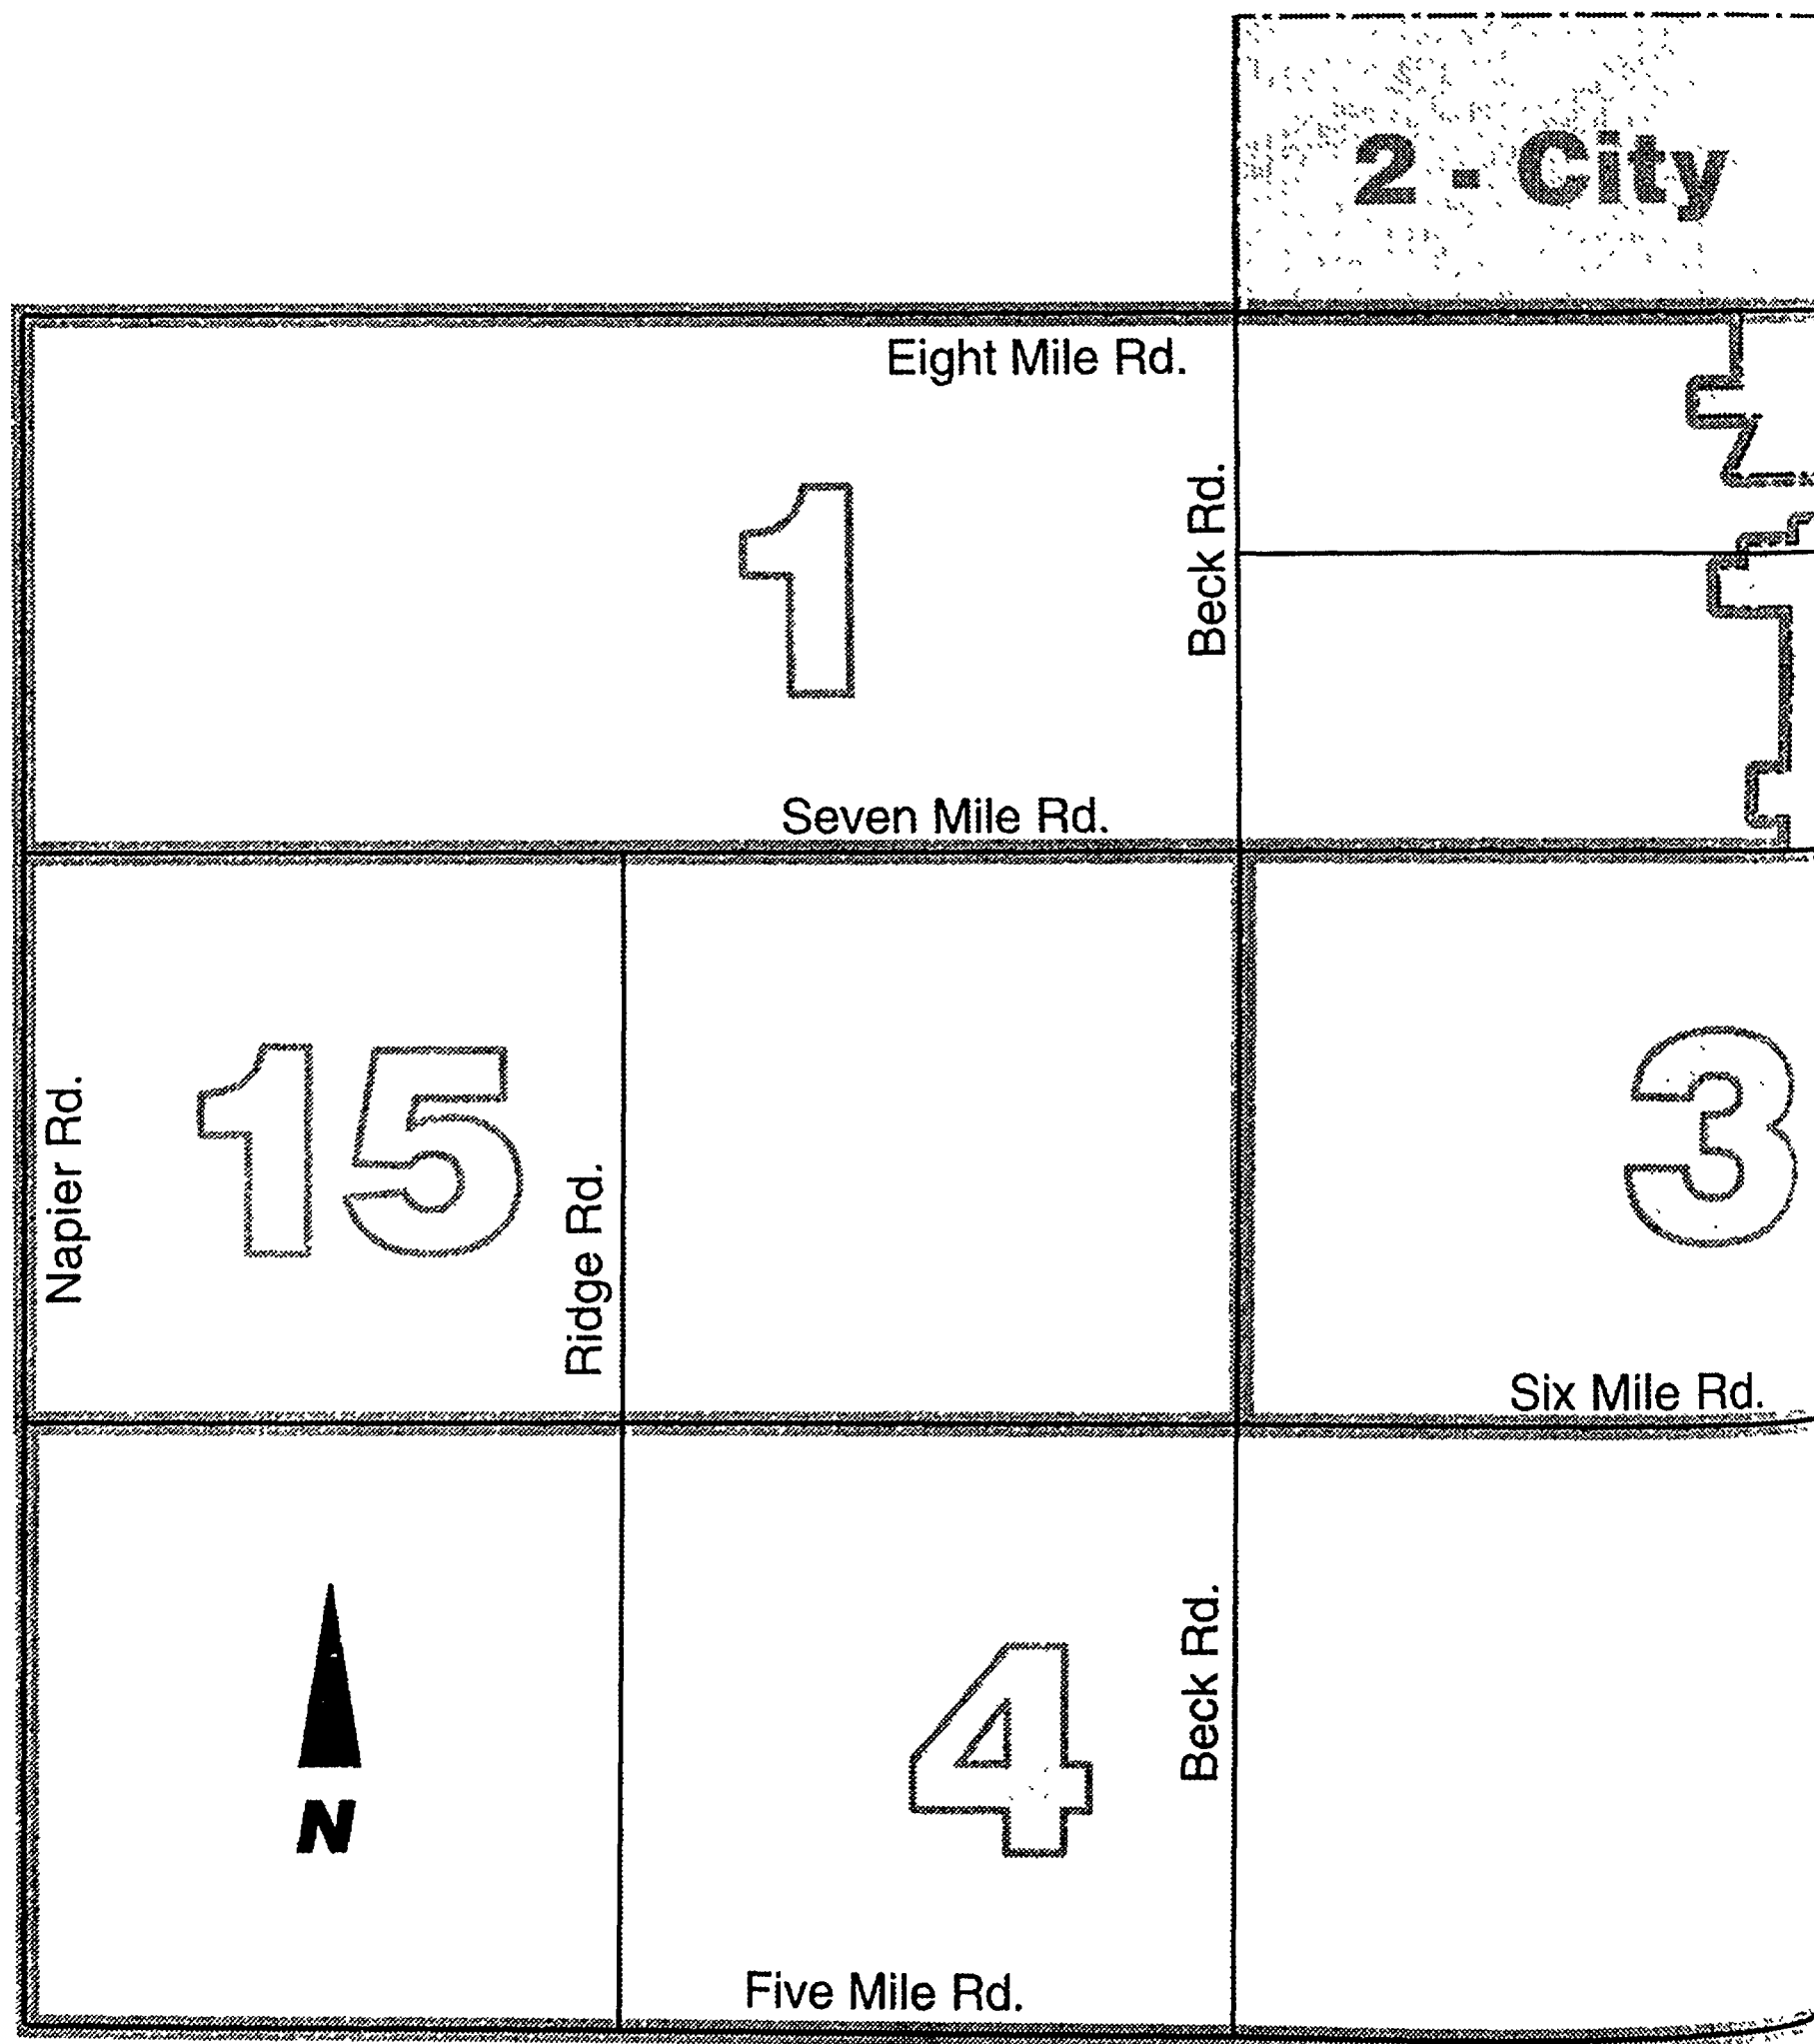 2 - City
Eight Mile Rd.
1
Beck Rd.
Seven Mile Rd.
Napier Rd.
15
Ridge Rd.
3
Six Mile Rd.
N
4
Beck Rd.
Five Mile Rd.